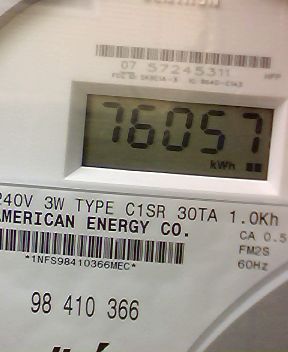 07 57245311
76057
kWh
240V 3W TYPE C1SR 30TA 1.0Kh
AMERICAN ENERGY CO.
CA 0.5
FM2S
*1NFS98410366MEC*
60Hz
98 410 366